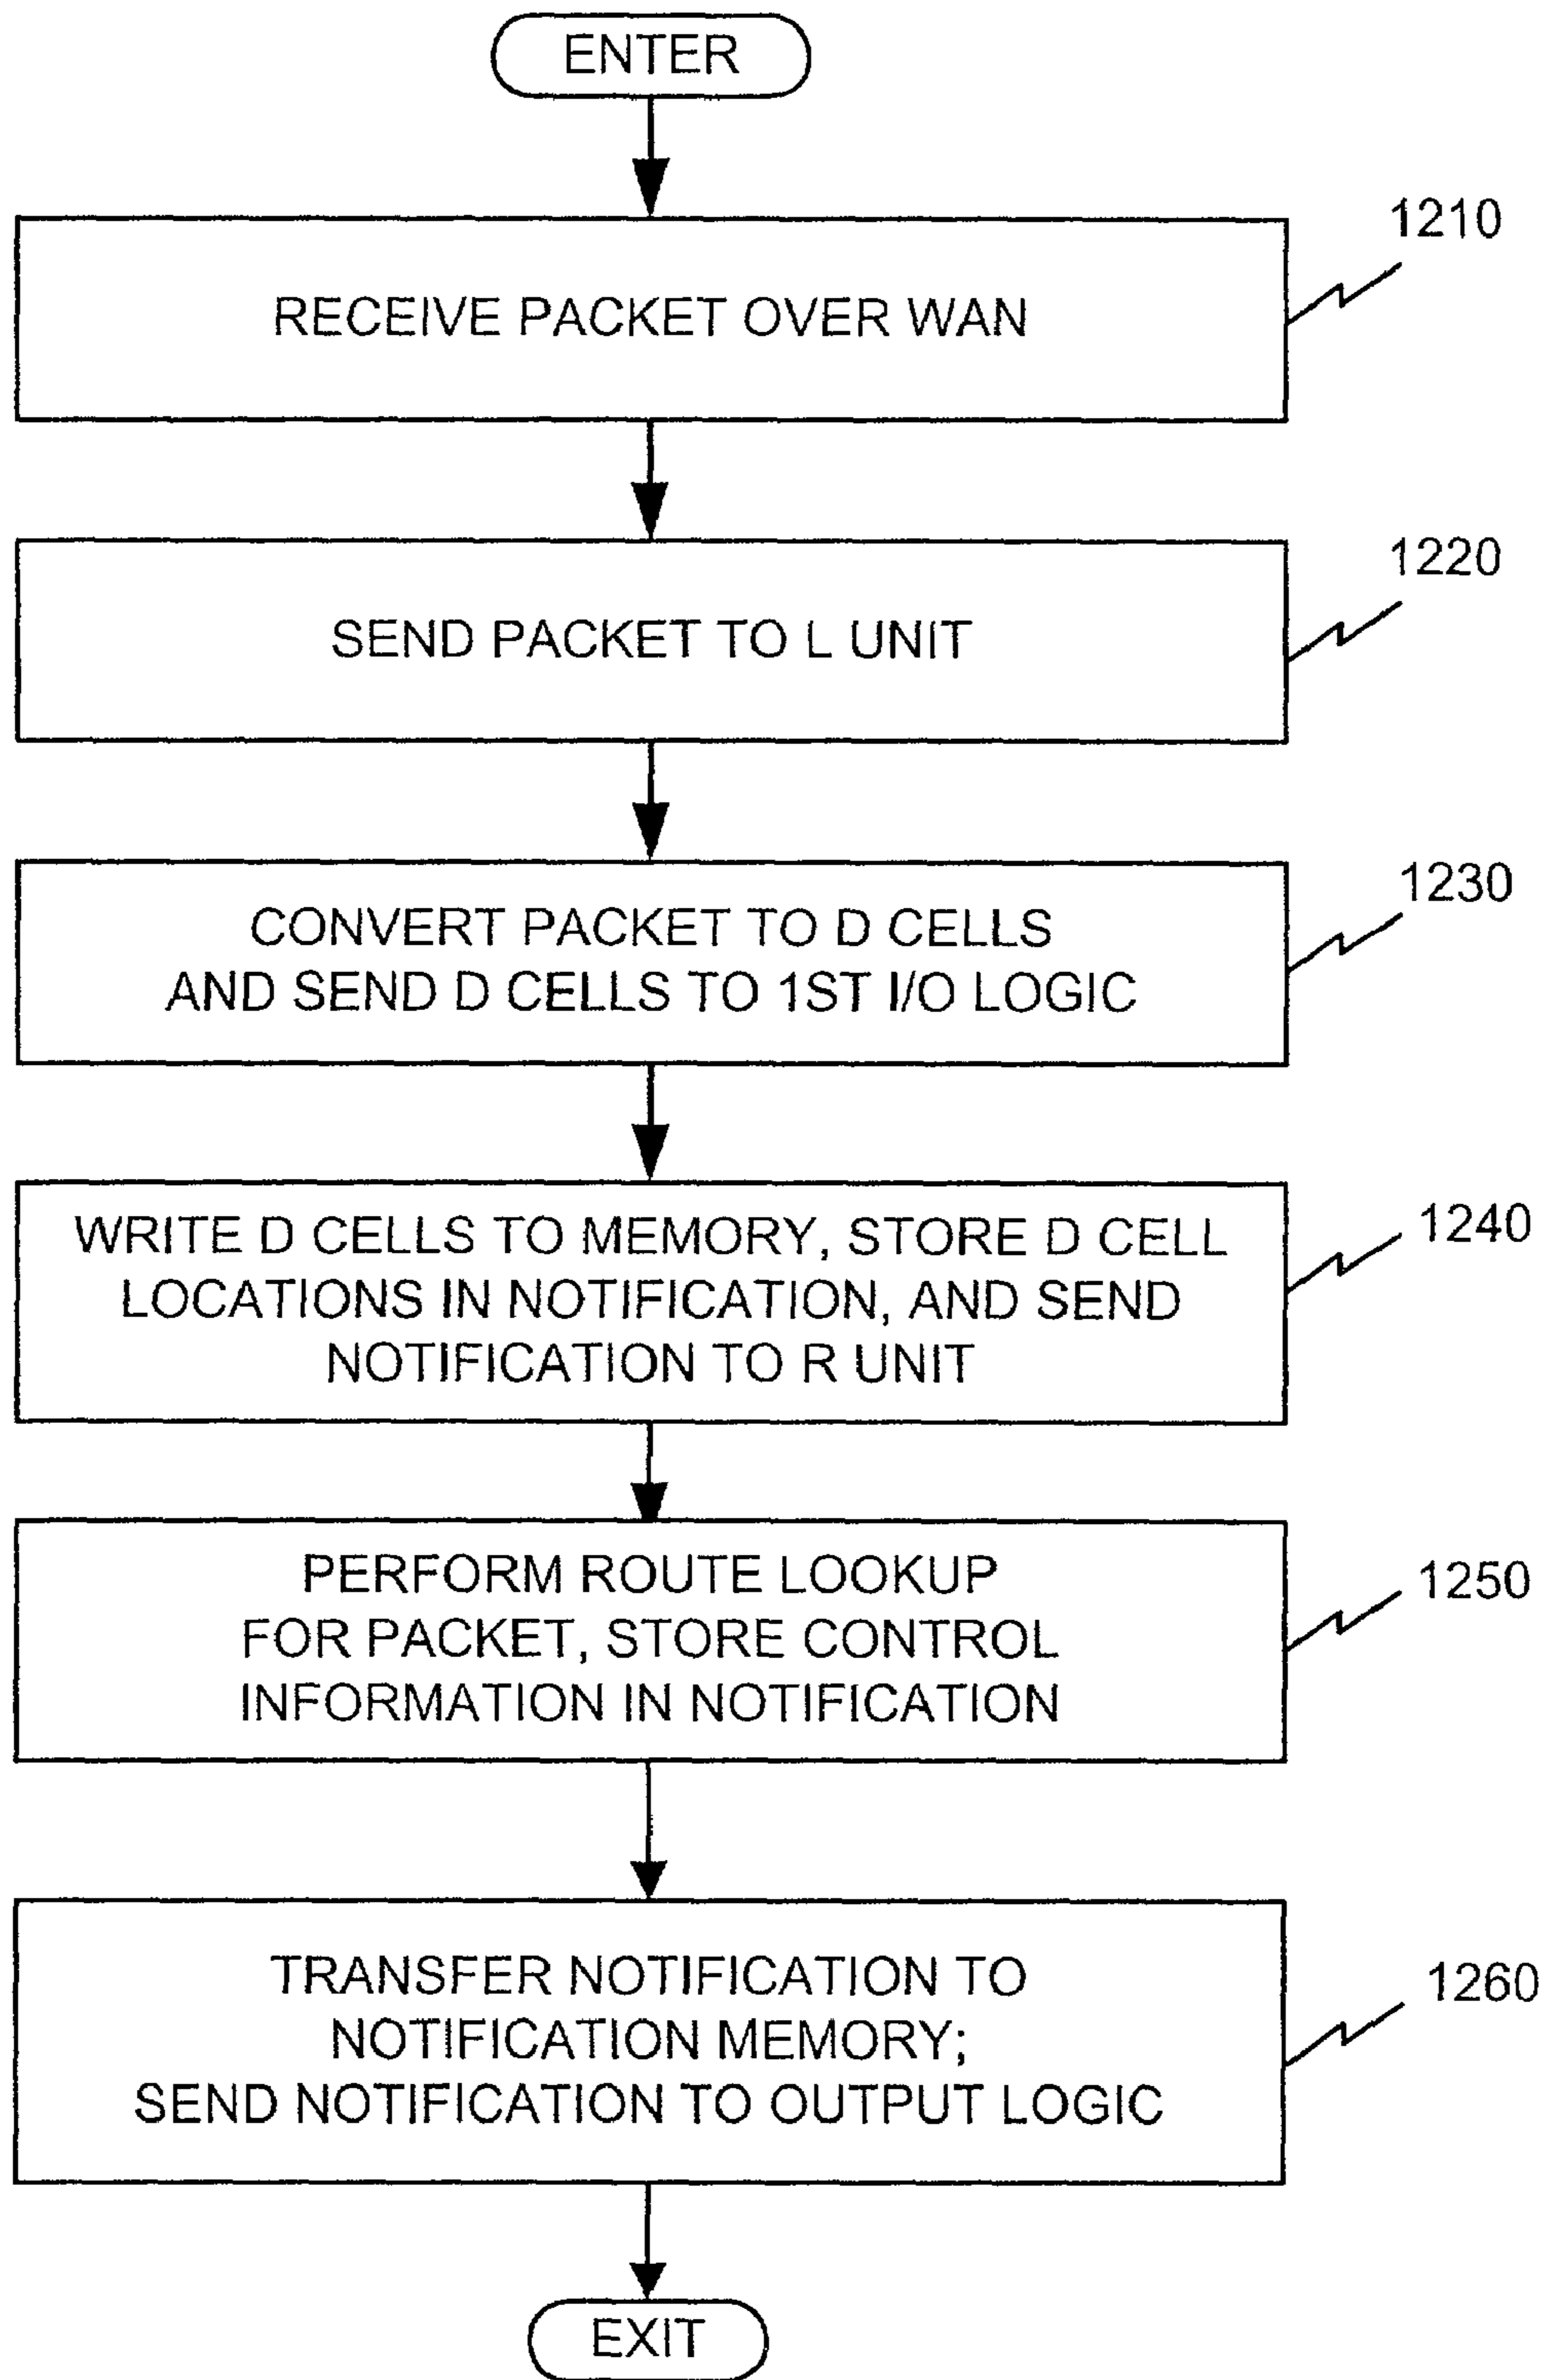 ENTER
1210
RECEIVE PACKET OVER WAN
1220
SEND PACKET TO L UNIT
1230
CONVERT PACKET TO D CELLS
AND SEND D CELLS TO 1ST I/O LOGIC
1240
WRITE D CELLS TO MEMORY, STORE D CELL
LOCATIONS IN NOTIFICATION, AND SEND
NOTIFICATION TO R UNIT
1250
PERFORM ROUTE LOOKUP
FOR PACKET, STORE CONTROL
INFORMATION IN NOTIFICATION
1260
TRANSFER NOTIFICATION TO
NOTIFICATION MEMORY;
SEND NOTIFICATION TO OUTPUT LOGIC
EXIT